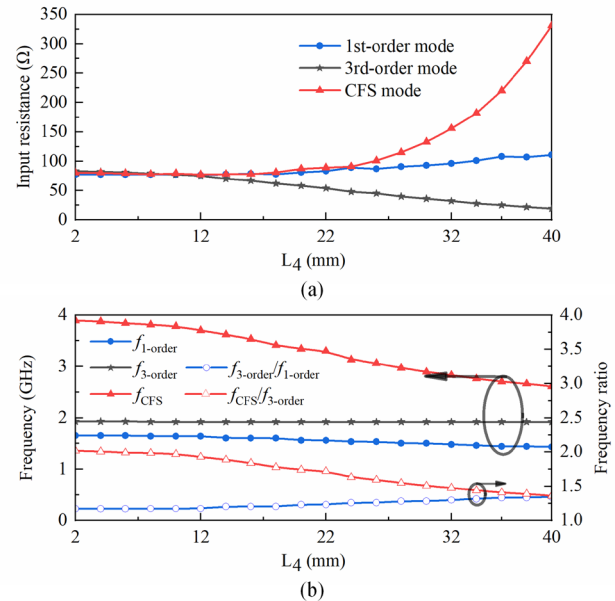 350
300
250
200
150
100
50
0
Input resistance (Ω)
1st-order mode
3rd-order mode
CFS mode
2 12 22 32 40
L4 (mm)
(a)
4
3
2
1
0
Frequency (GHz)
f1-order
f3-order f3-order/f1-order
fCFS fCFS/f3-order
4.0
3.5
3.0
2.5
2.0
1.5
1.0
Frequency ratio
2 12 22 32 40
L4 (mm)
(b)